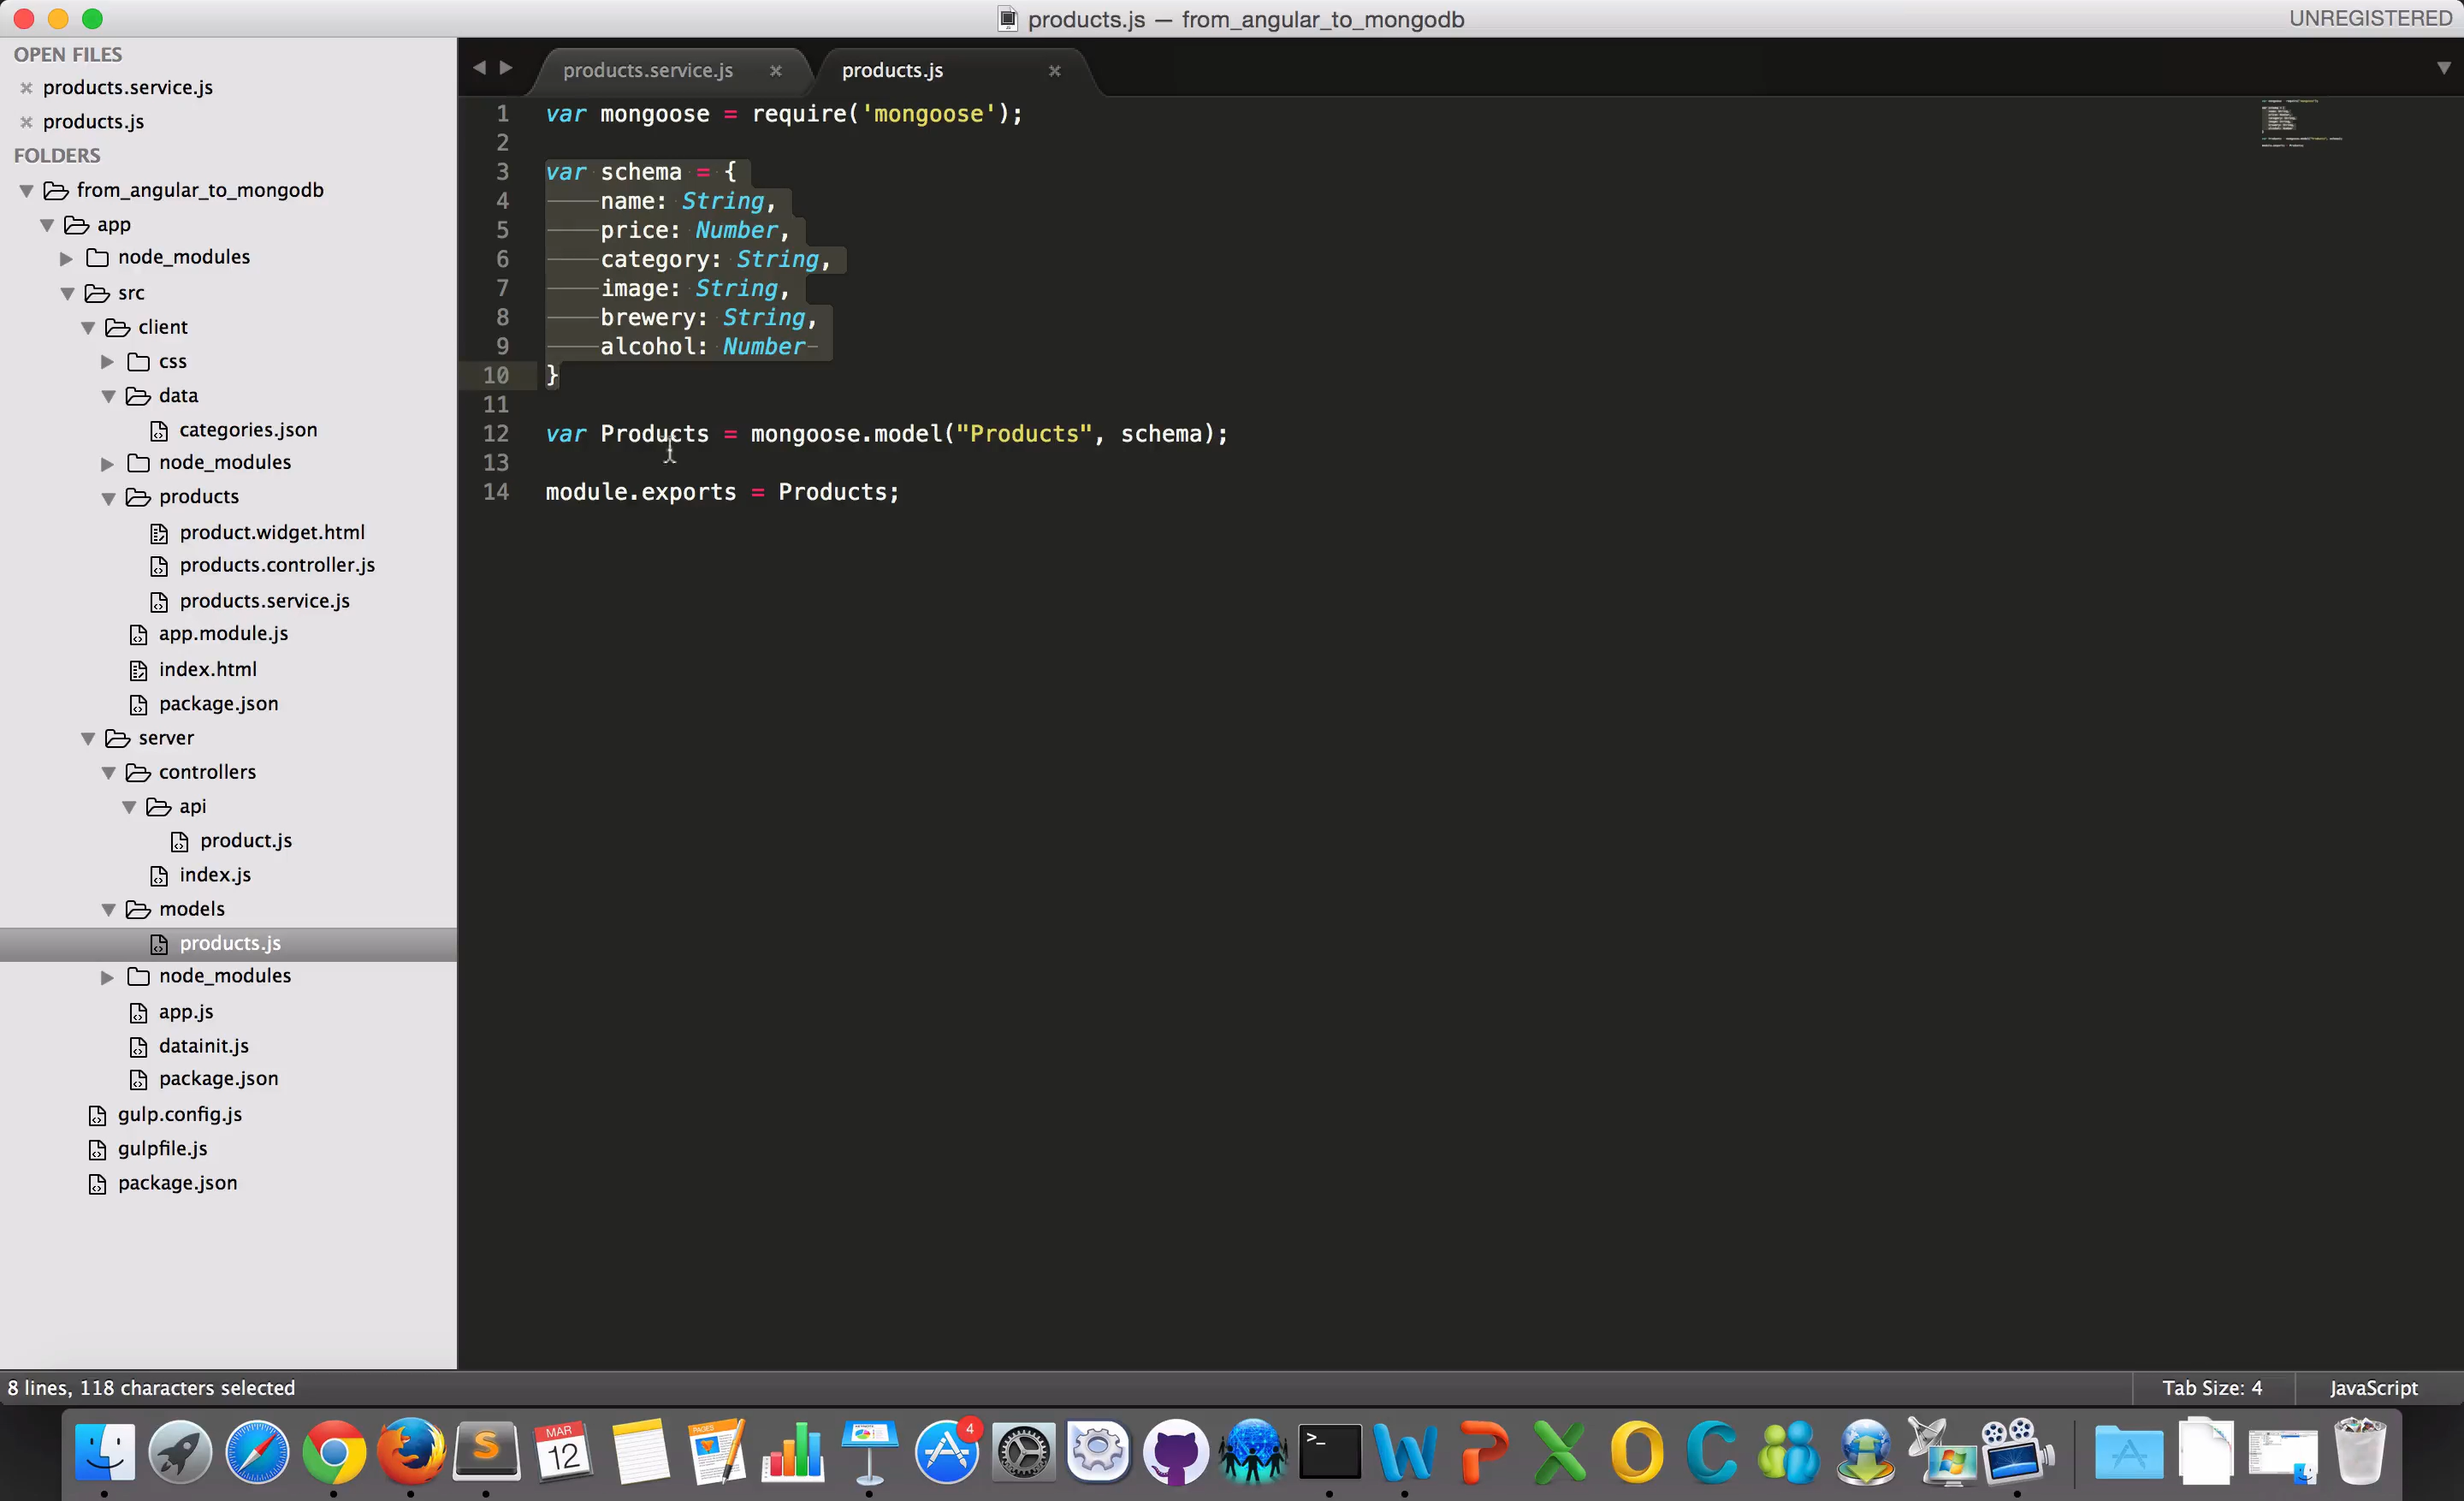 products.js — from_angular_to_mongodb
UNREGISTERED
OPEN FILES
products.service.js
products.js
FOLDERS
from_angular_to_mongodb
app
node_modules
src
client
css
data
categories.json
node_modules
products
product.widget.html
products.controller.js
products.service.js
app.module.js
index.html
package.json
server
controllers
api
product.js
index.js
models
products.js
node_modules
app.js
datainit.js
package.json
gulp.config.js
gulpfile.js
package.json
products.service.js
products.js
1 var mongoose = require('mongoose');
2
3 var schema = {
4 name: String,
5 price: Number,
6 category: String,
7 image: String,
8 brewery: String,
9 alcohol: Number
10 }
11
12 var Products = mongoose.model("Products", schema);
13
14 module.exports = Products;
8 lines, 118 characters selected
Tab Size: 4
JavaScript
MAR
12
PAGES
4